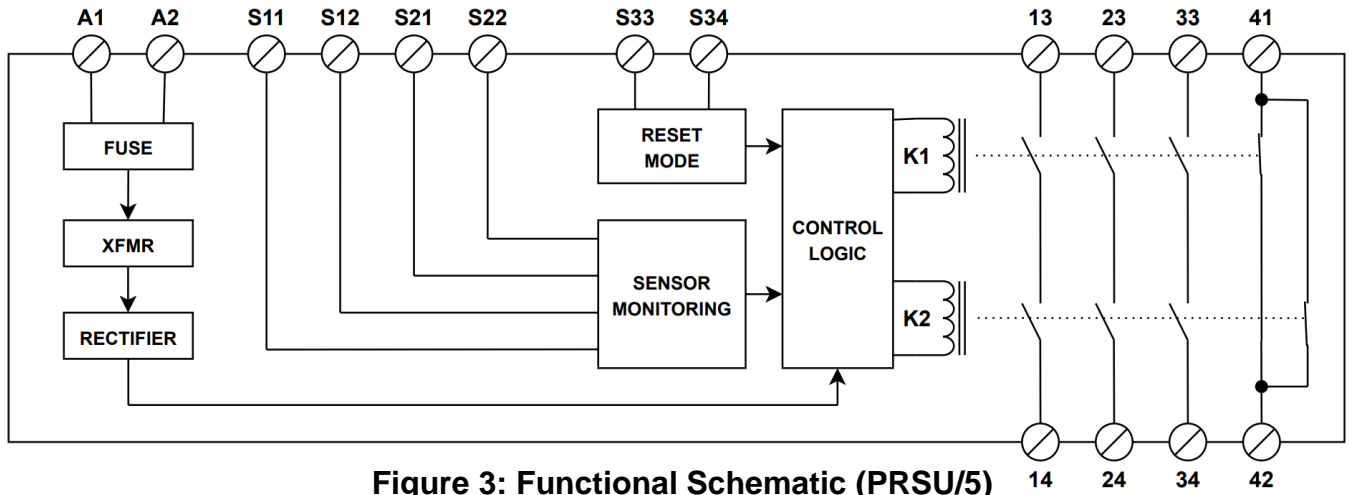 A1 A2 S11 S12 S21 S22 S33 S34 13 23 33 41
FUSE
XFMR
RECTIFIER
RESET
MODE
SENSOR
MONITORING
CONTROL
LOGIC
K1
K2
14 24 34 42
Figure 3: Functional Schematic (PRSU/5)